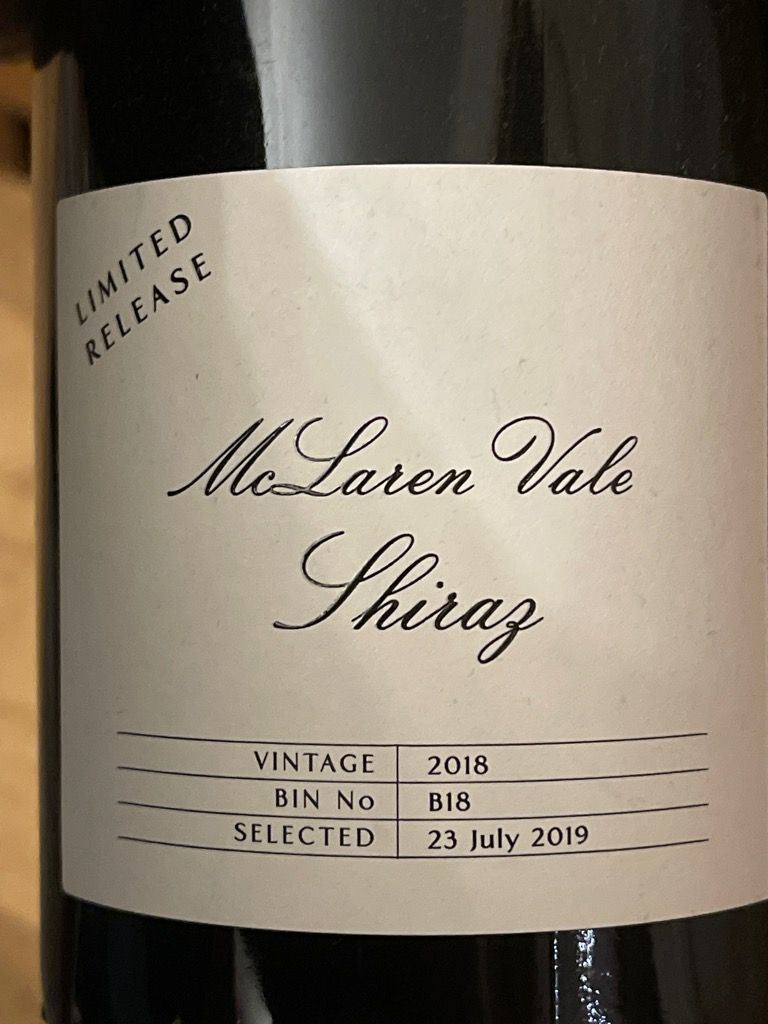 LIMITED
RELEASE
McLaren Vale
Shiraz
VINTAGE 2018
BIN No B18
SELECTED 23 July 2019